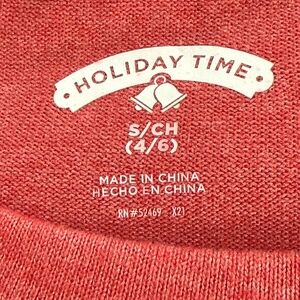 HOLIDAY TIME
S/CH
(4/6)
MADE IN CHINA
HECHO EN CHINA
RN#52469 - X21